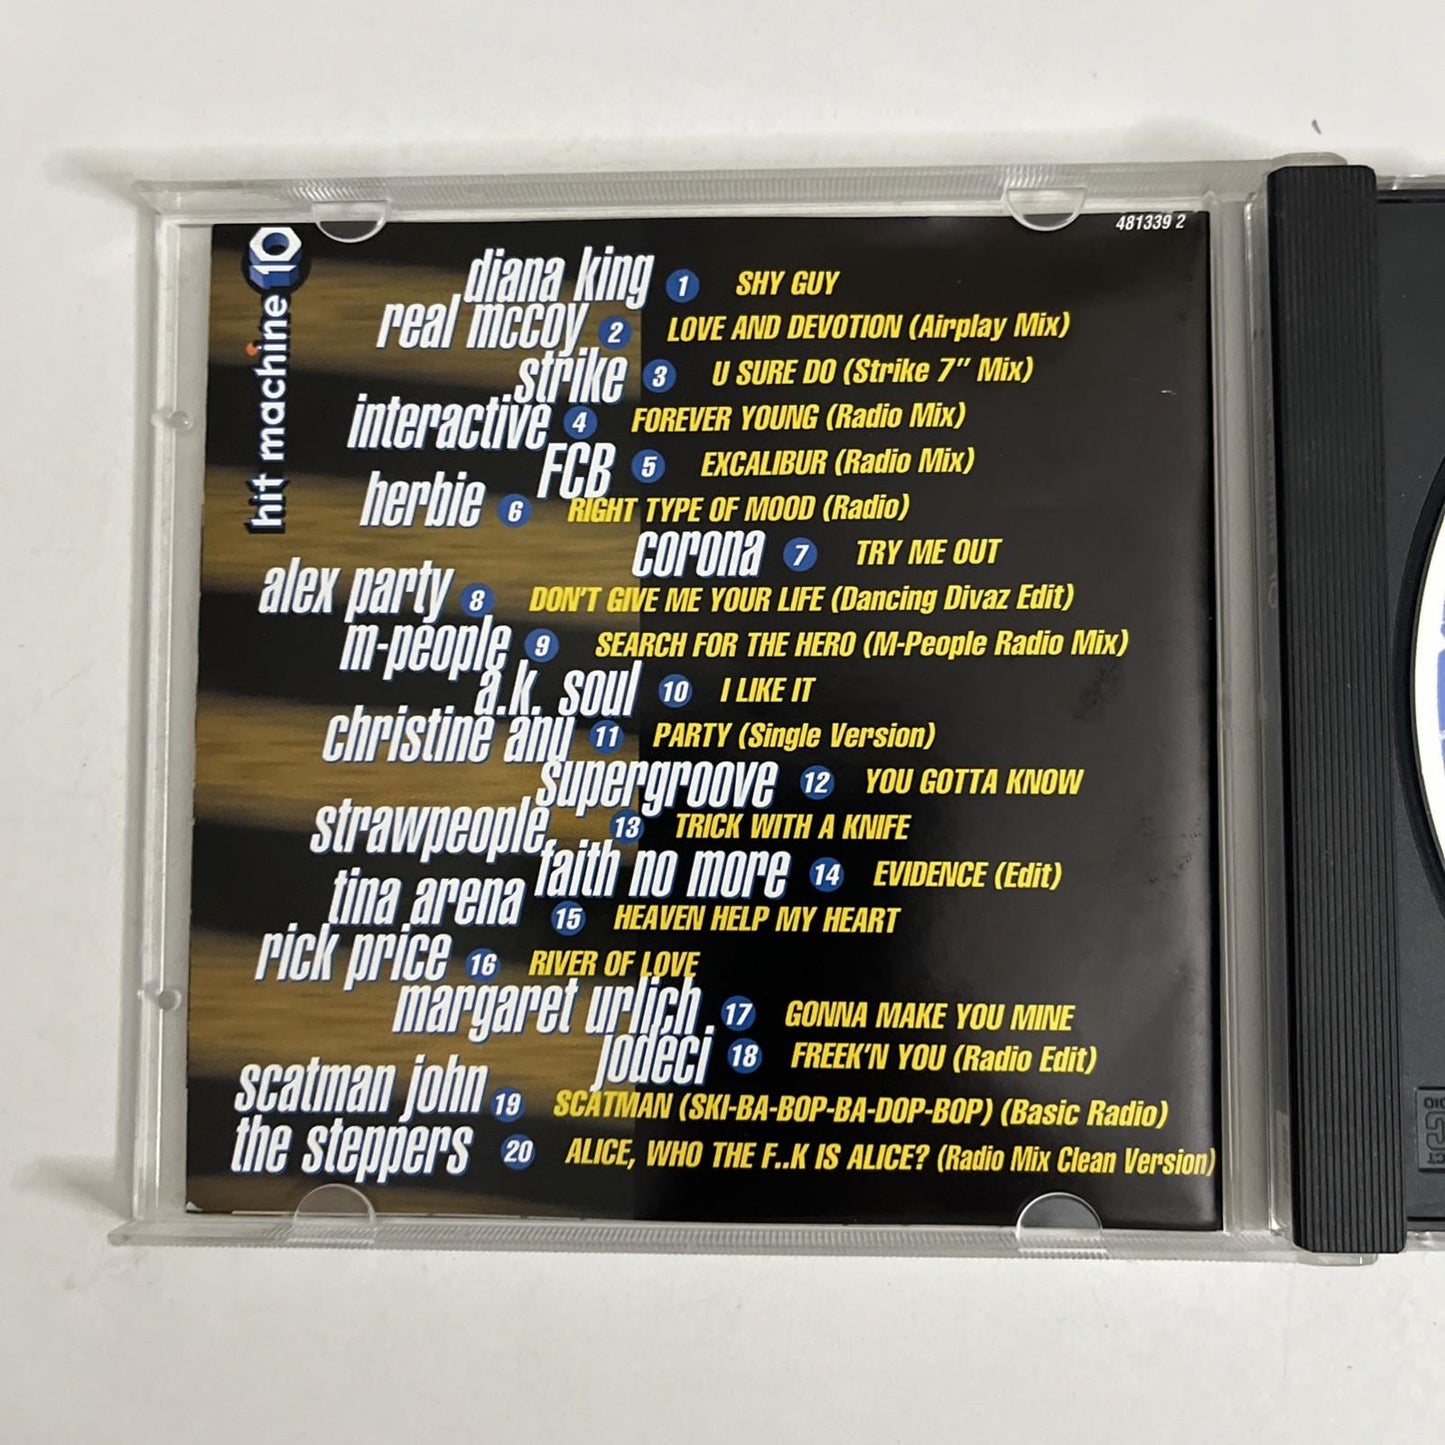 481339 2
hit machine 10
diana king 1 SHY GUY
real mccoy 2 LOVE AND DEVOTION (Airplay Mix)
strike 3 U SURE DO (Strike 7" Mix)
interactive 4 FOREVER YOUNG (Radio Mix)
FCB 5 EXCALIBUR (Radio Mix)
herbie 6 RIGHT TYPE OF MOOD (Radio)
corona 7 TRY ME OUT
alex party 8 DON'T GIVE ME YOUR LIFE (Dancing Divaz Edit)
m-people 9 SEARCH FOR THE HERO (M-People Radio Mix)
a.k. soul 10 I LIKE IT
christine anu 11 PARTY (Single Version)
supergroove 12 YOU GOTTA KNOW
strawpeople 13 TRICK WITH A KNIFE
faith no more 14 EVIDENCE (Edit)
tina arena 15 HEAVEN HELP MY HEART
rick price 16 RIVER OF LOVE
margaret urlich 17 GONNA MAKE YOU MINE
jodeci 18 FREEK'N YOU (Radio Edit)
scatman john 19 SCATMAN (SKI-BA-BOP-BA-DOP-BOP) (Basic Radio)
the steppers 20 ALICE, WHO THE F..K IS ALICE? (Radio Mix Clean Version)